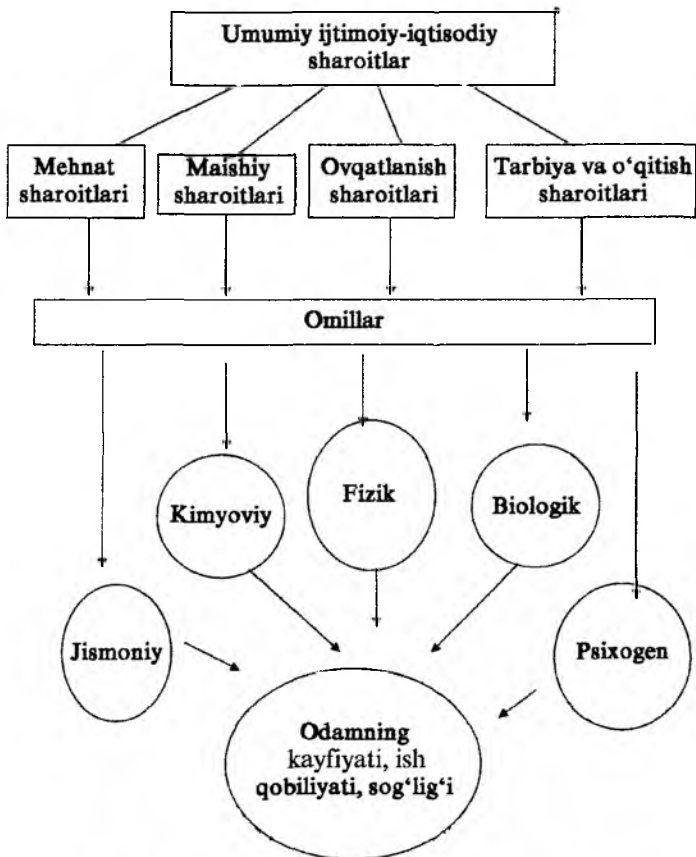 Umumiy ijtimoiy-iqtisodiy
sharoitlar
Mehnat
sharoitlari
Maishiy
sharoitlari
Ovqatlanish
sharoitlari
Tarbiya va o‘qitish
sharoitlari
Omillar
Kimyoviy
Fizik
Biologik
Jismoniy
Psixogen
Odamning
kayfiyati, ish
qobiliyati, sog‘lig‘i